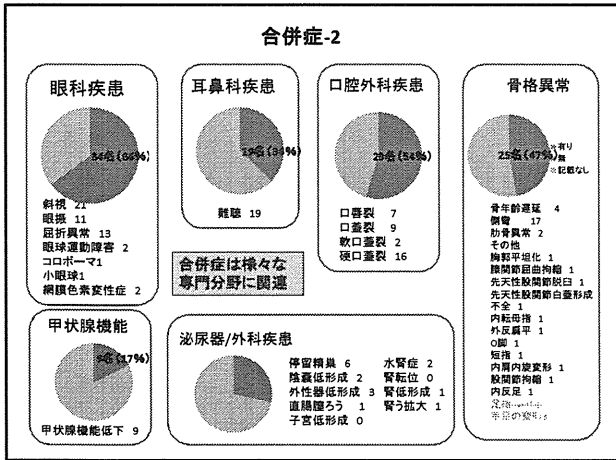 合併症-2
眼科疾患
斜視 21
眼振 11
屈折異常 13
眼球運動障害 2
コロボーマ1
小眼球1
網膜色素変性症 2
耳鼻科疾患
難聴 19
口腔外科疾患
口唇裂 7
口蓋裂 9
軟口蓋裂 2
硬口蓋裂 16
骨格異常
25名(47%)
有り
無
記載なし
骨年齢遅延 4
側彎 17
肋骨異常 2
その他
胸郭平坦化 1
膝関節屈曲拘縮 1
先天性股関節脱臼 1
先天性股関節臼蓋形成
不全 1
内転母指 1
外反扁平 1
O脚 1
短指 1
内肩内旋変形 1
股関節拘縮 1
内反足 1
合併症は様々な
専門分野に関連
甲状腺機能
9名(17%)
甲状腺機能低下 9
泌尿器/外科疾患
停留精巣 6
陰嚢低形成 2
外性器低形成 3
直腸膣ろう 1
子宮低形成 0
水腎症 2
腎転位 0
腎低形成 1
腎う拡大 1